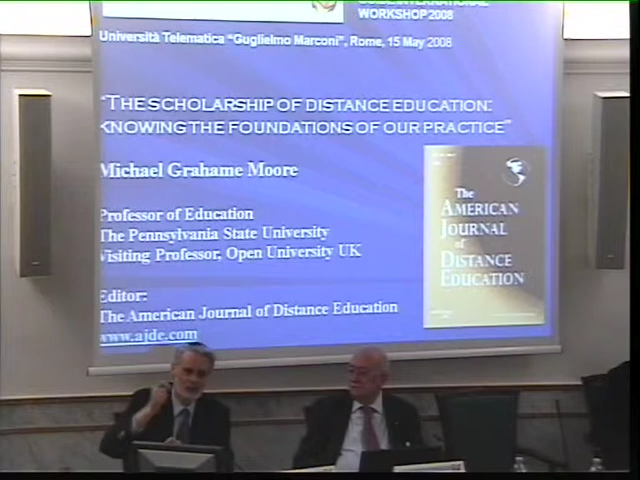 WORKSHOP 2008
Università Telematica "Guglielmo Marconi", Rome, 15 May 2008
"THE SCHOLARSHIP OF DISTANCE EDUCATION:
KNOWING THE FOUNDATIONS OF OUR PRACTICE"
Michael Grahame Moore
Professor of Education
The Pennsylvania State University
Visiting Professor, Open University UK
Editor:
The American Journal of Distance Education
www.ajde.com
The
AMERICAN
JOURNAL
of
DISTANCE
EDUCATION